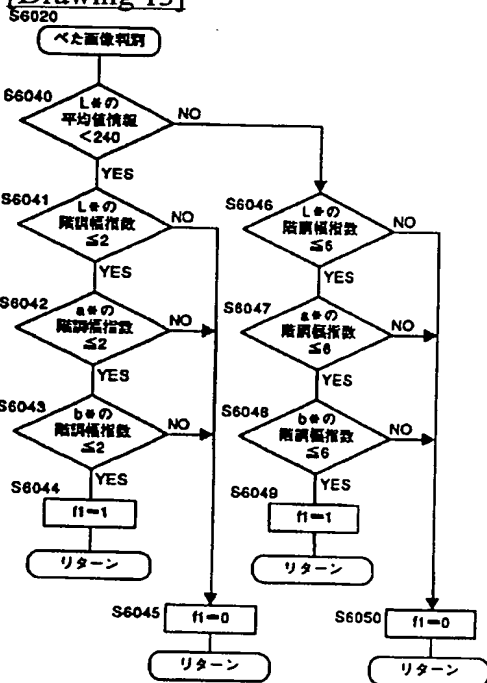 [Drawing 15]
S6020
べた画像判別
S6040
L*の
平均値情報
<240
NO
YES
S6041
L*の
階調幅指数
≦2
NO
YES
S6042
a*の
階調幅指数
≦2
NO
YES
S6043
b*の
階調幅指数
≦2
NO
YES
S6044
f1=1
リターン
S6045
f1=0
リターン
S6046
L*の
階調幅指数
≦6
NO
YES
S6047
a*の
階調幅指数
≦6
NO
YES
S6048
b*の
階調幅指数
≦6
NO
YES
S6049
f1=1
リターン
S6050
f1=0
リターン